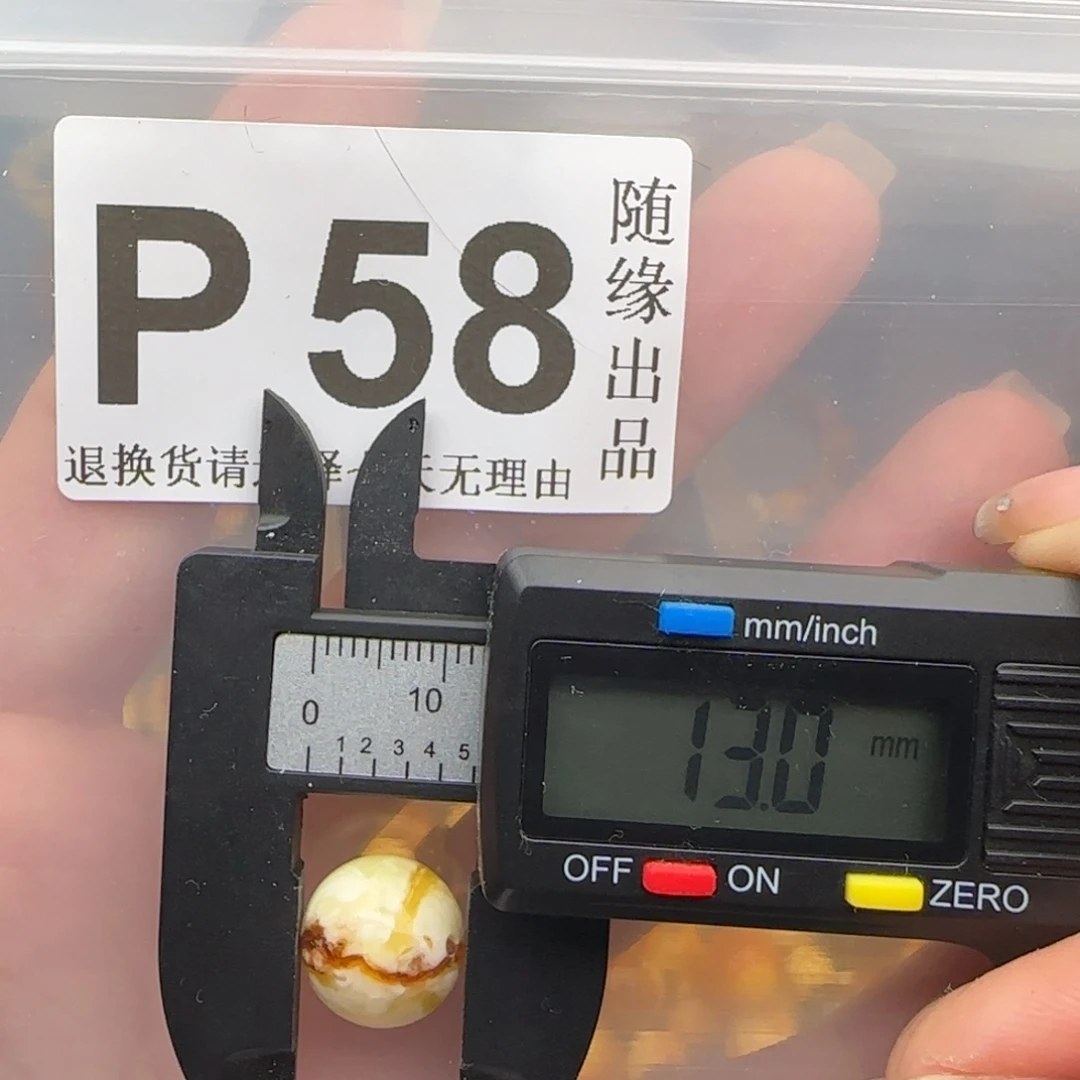 P 58
随缘出品
退换货请 天无理由
mm/inch
0 10
1 2 3 4 5
13.0 mm
OFF ON ZERO